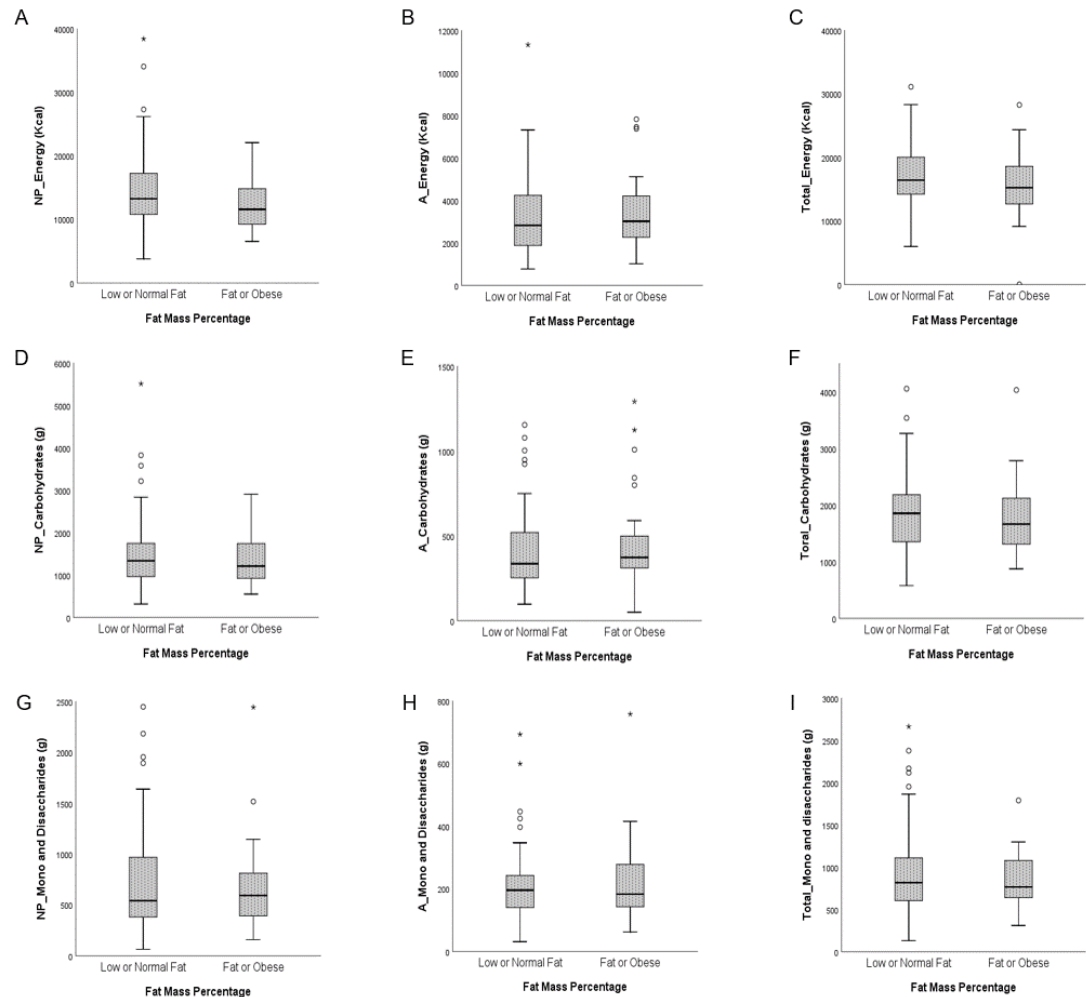 A
NP_Energy (Kcal)
40000
30000
20000
10000
0
Low or Normal Fat Fat or Obese
Fat Mass Percentage
B
A_Energy (Kcal)
12000
10000
8000
6000
4000
2000
0
Low or Normal Fat Fat or Obese
Fat Mass Percentage
C
Total_Energy (Kcal)
40000
30000
20000
10000
0
Low or Normal Fat Fat or Obese
Fat Mass Percentage
D
NP_Carbohydrates (g)
6000
5000
4000
3000
2000
1000
0
Low or Normal Fat Fat or Obese
Fat Mass Percentage
E
A_Carbohydrates (g)
1500
1000
500
0
Low or Normal Fat Fat or Obese
Fat Mass Percentage
F
Toral_Carbohydrates (g)
4000
3000
2000
1000
0
Low or Normal Fat Fat or Obese
Fat Mass Percentage
G
NP_Mono and Disaccharides (g)
2500
2000
1500
1000
500
0
Low or Normal Fat Fat or Obese
Fat Mass Percentage
H
A_Mono and Disaccharides (g)
800
600
400
200
0
Low or Normal Fat Fat or Obese
Fat Mass Percentage
I
Total_Mono and disaccharides (g)
3000
2500
2000
1500
1000
500
0
Low or Normal Fat Fat or Obese
Fat Mass Percentage